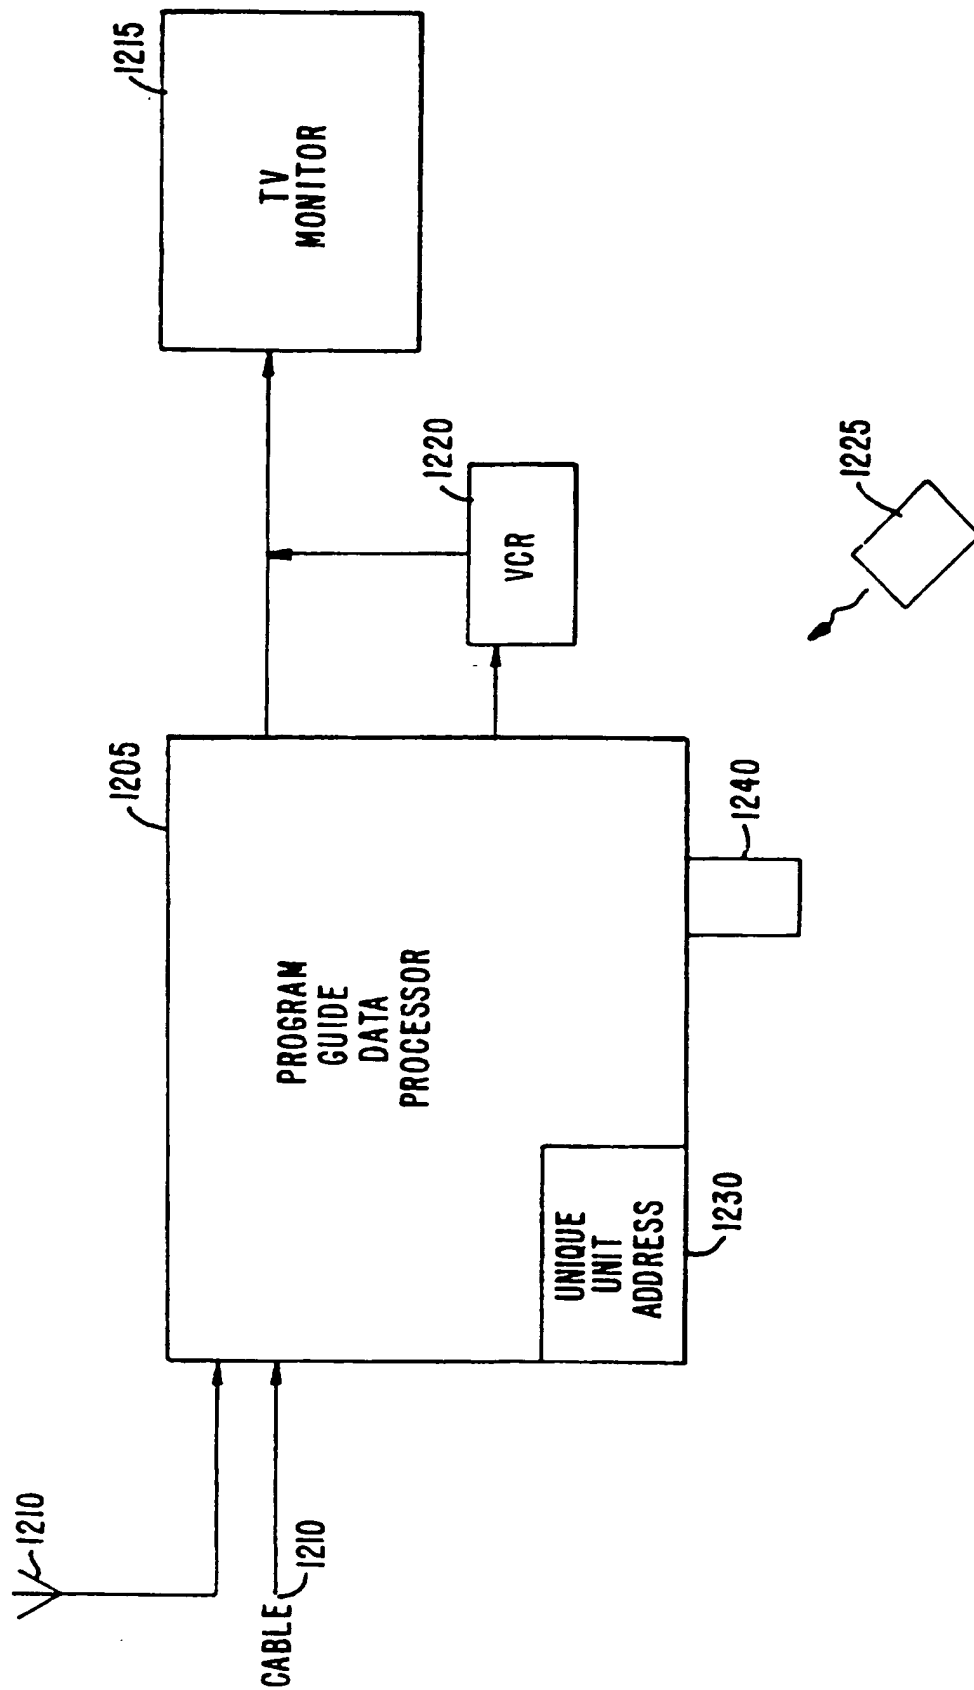 1210
CABLE
1210
1205
PROGRAM
GUIDE
DATA
PROCESSOR
UNIQUE
UNIT
ADDRESS
1230
1240
1215
TV
MONITOR
1220
VCR
1225